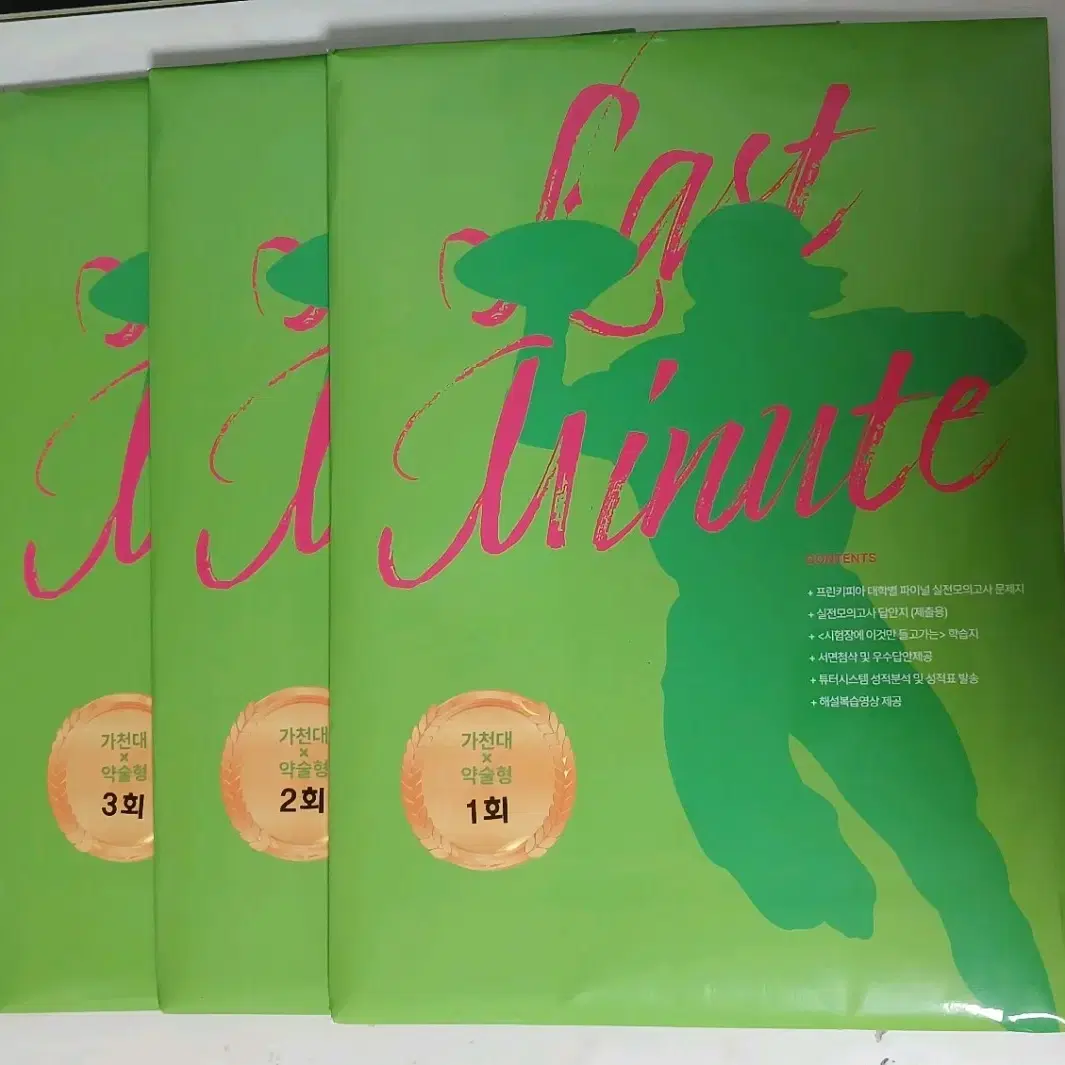 Last
Minute
CONTENTS
+ 프린키피아 대학별 파이널 실전모의고사 문제지
+ 실전모의고사 답안지 (제출용)
+ <시험장에 이것만 들고가는> 학습지
+ 서면첨삭 및 우수답안제공
+ 튜터시스템 성적분석 및 성적표 발송
+ 해설복습영상 제공
가천대
×
약술형
3회
가천대
×
약술형
2회
가천대
×
약술형
1회